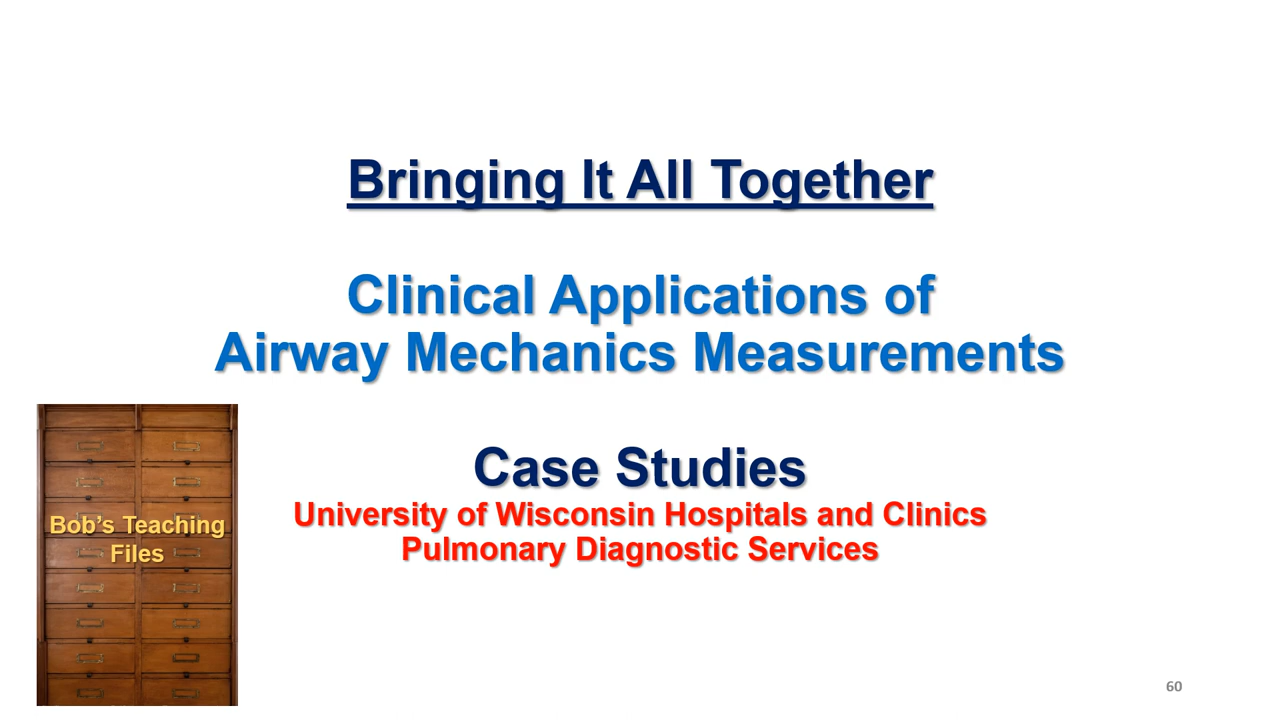 Bringing It All Together
Clinical Applications of
Airway Mechanics Measurements
Case Studies
University of Wisconsin Hospitals and Clinics
Pulmonary Diagnostic Services
Bob’s Teaching
Files
60